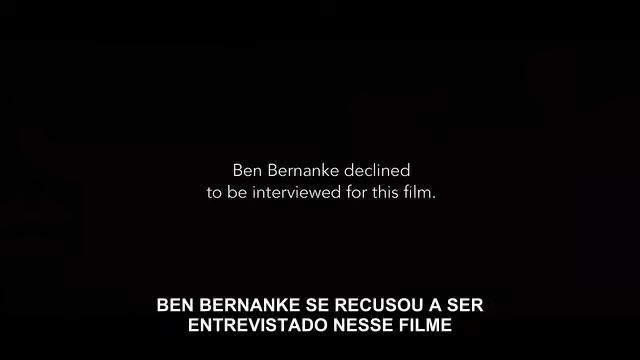 Ben Bernanke declined
to be interviewed for this film.
BEN BERNANKE SE RECUSOU A SER
ENTREVISTADO NESSE FILME